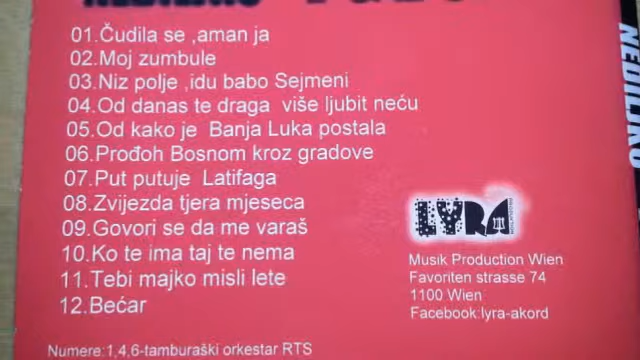 01.Čudila se ,aman ja
02.Moj zumbule
03.Niz polje ,idu babo Sejmeni
04.Od danas te draga više ljubit neću
05.Od kako je Banja Luka postala
06.Prođoh Bosnom kroz gradove
07.Put putuje Latifaga
08.Zvijezda tjera mjeseca
09.Govori se da me varaš
10.Ko te ima taj te nema
11.Tebi majko misli lete
12.Bećar
LYRA
Musik Production Wien
Favoriten strasse 74
1100 Wien
Facebook:lyra-akord
Numere:1,4,6-tamburaški orkestar RTS
NEDILJKO